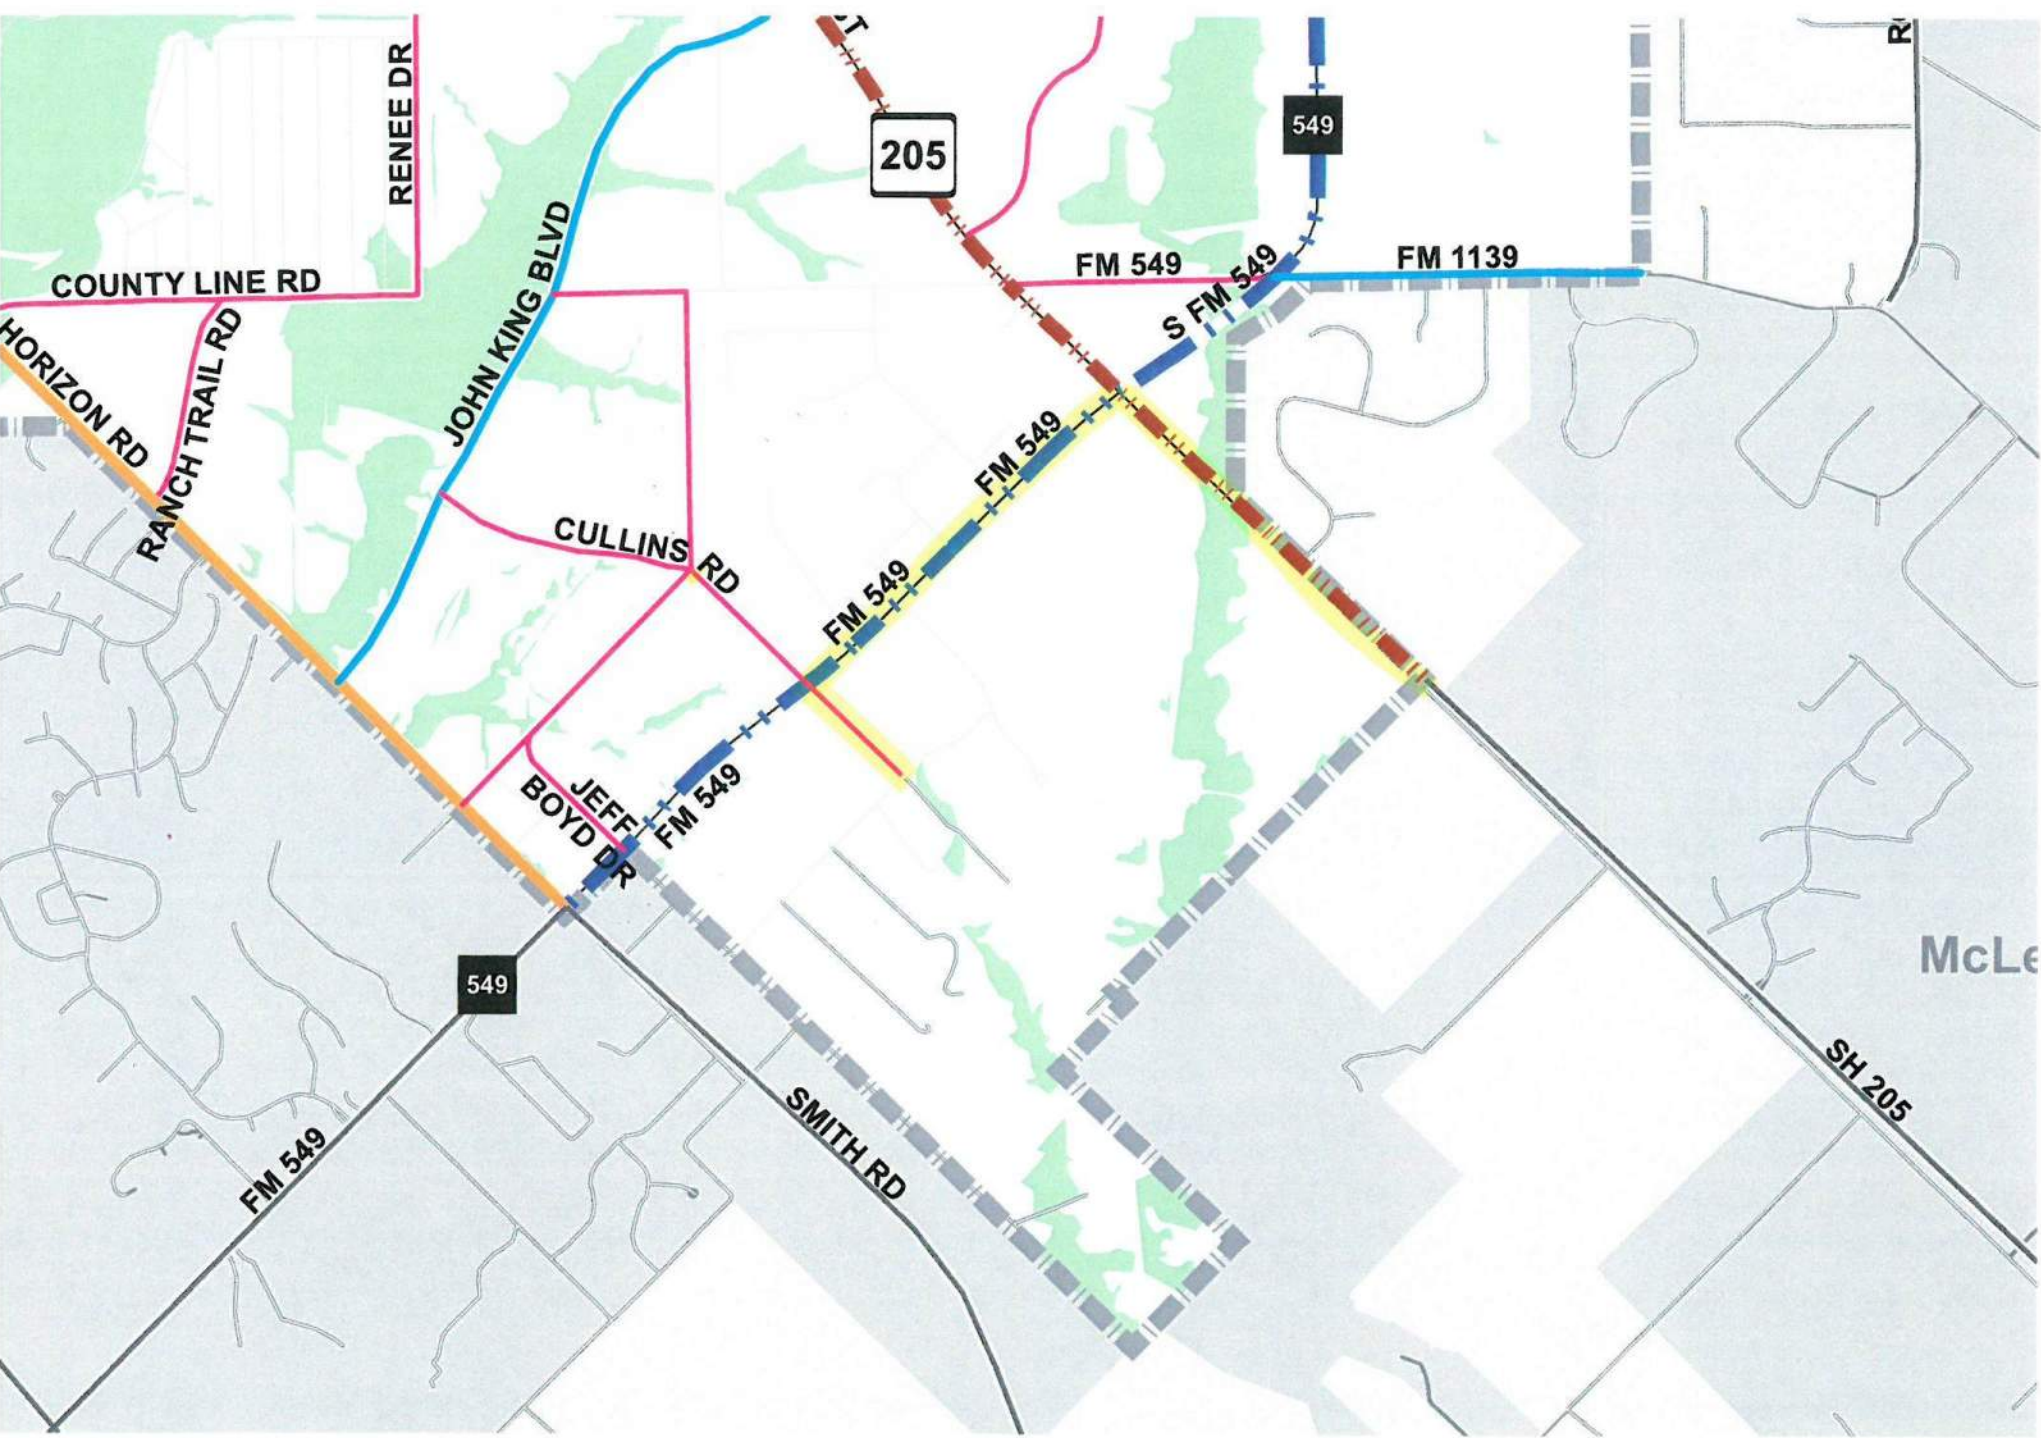 RENEE DR
205
549
JOHN KING BLVD
FM 549
S FM 549
FM 1139
COUNTY LINE RD
HORIZON RD
RANCH TRAIL RD
CULLINS RD
FM 549
FM 549
FM 549
JEFF
BOYD DR
549
McLe
SH 205
SMITH RD
FM 549